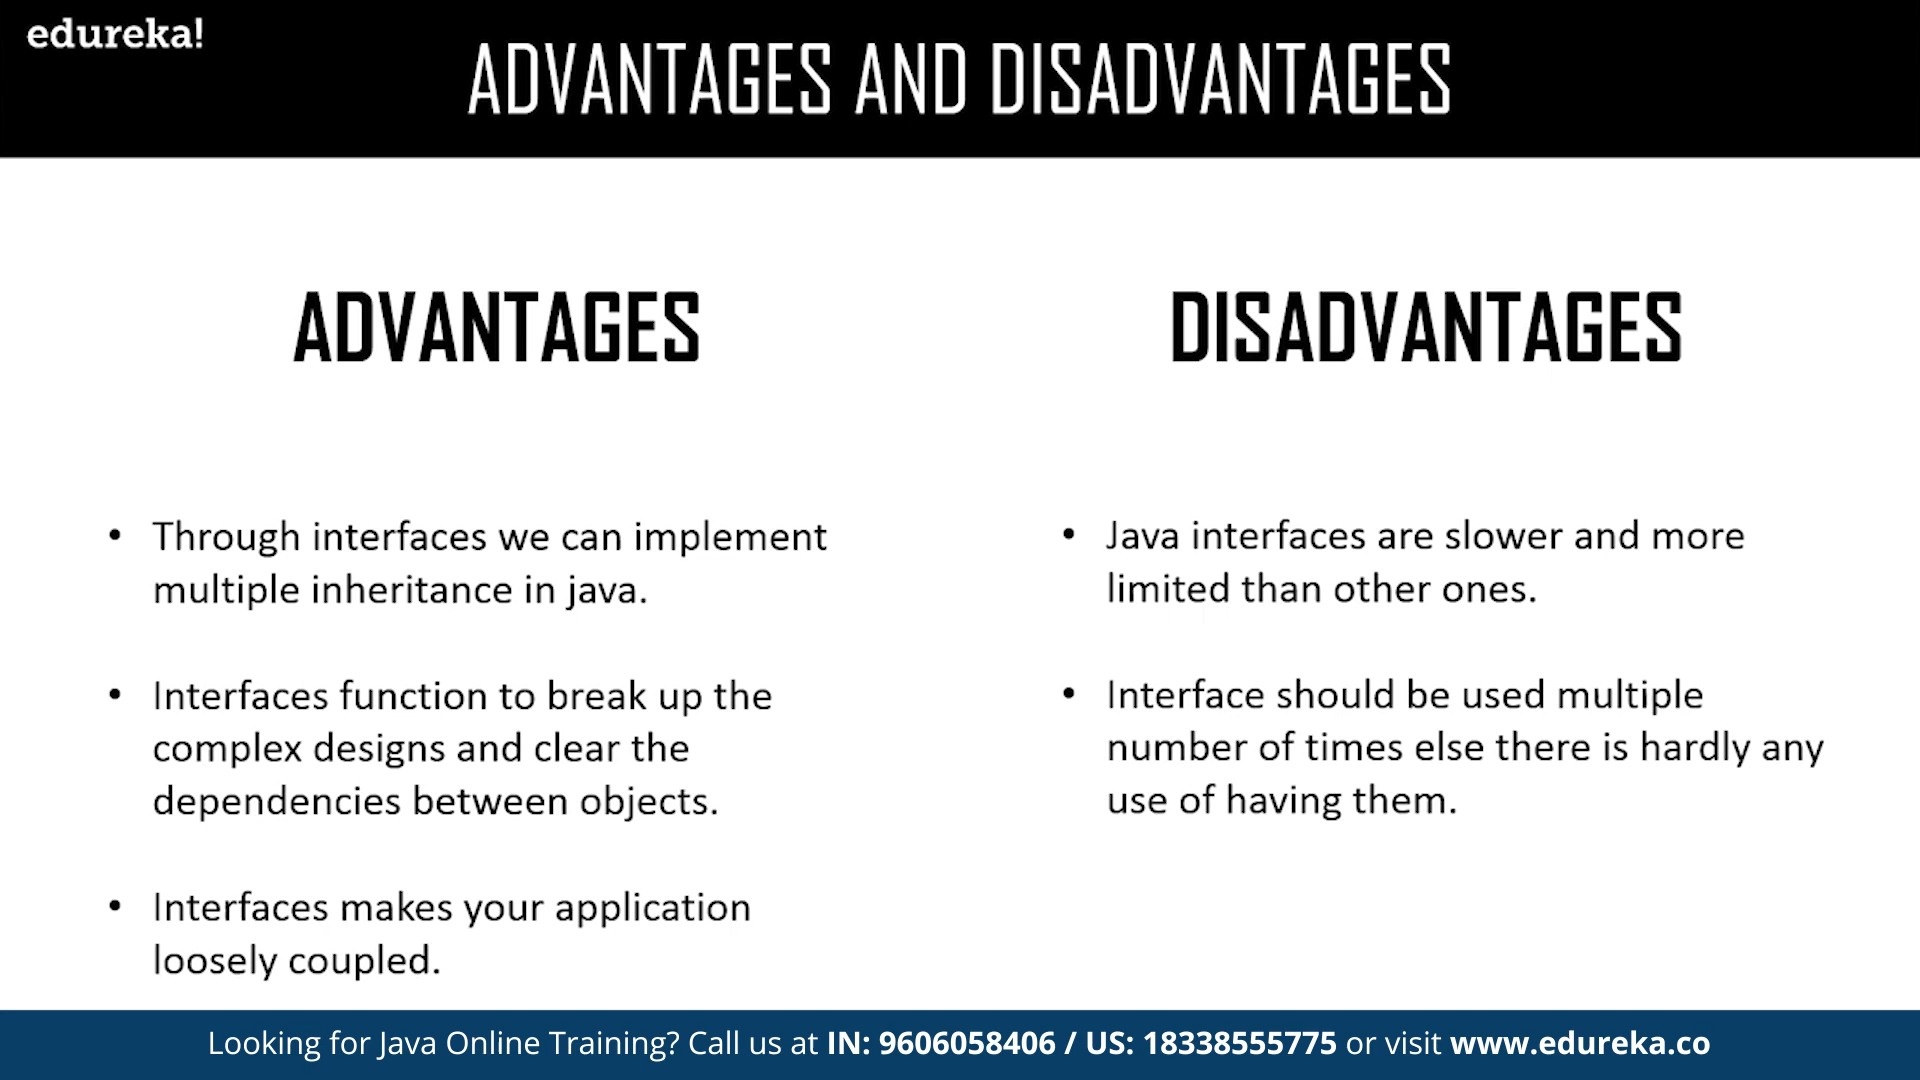 edureka!
ADVANTAGES AND DISADVANTAGES
ADVANTAGES
• Through interfaces we can implement
multiple inheritance in java.
• Interfaces function to break up the
complex designs and clear the
dependencies between objects.
• Interfaces makes your application
loosely coupled.
DISADVANTAGES
• Java interfaces are slower and more
limited than other ones.
• Interface should be used multiple
number of times else there is hardly any
use of having them.
Looking for Java Online Training? Call us at IN: 9606058406 / US: 18338555775 or visit www.edureka.co